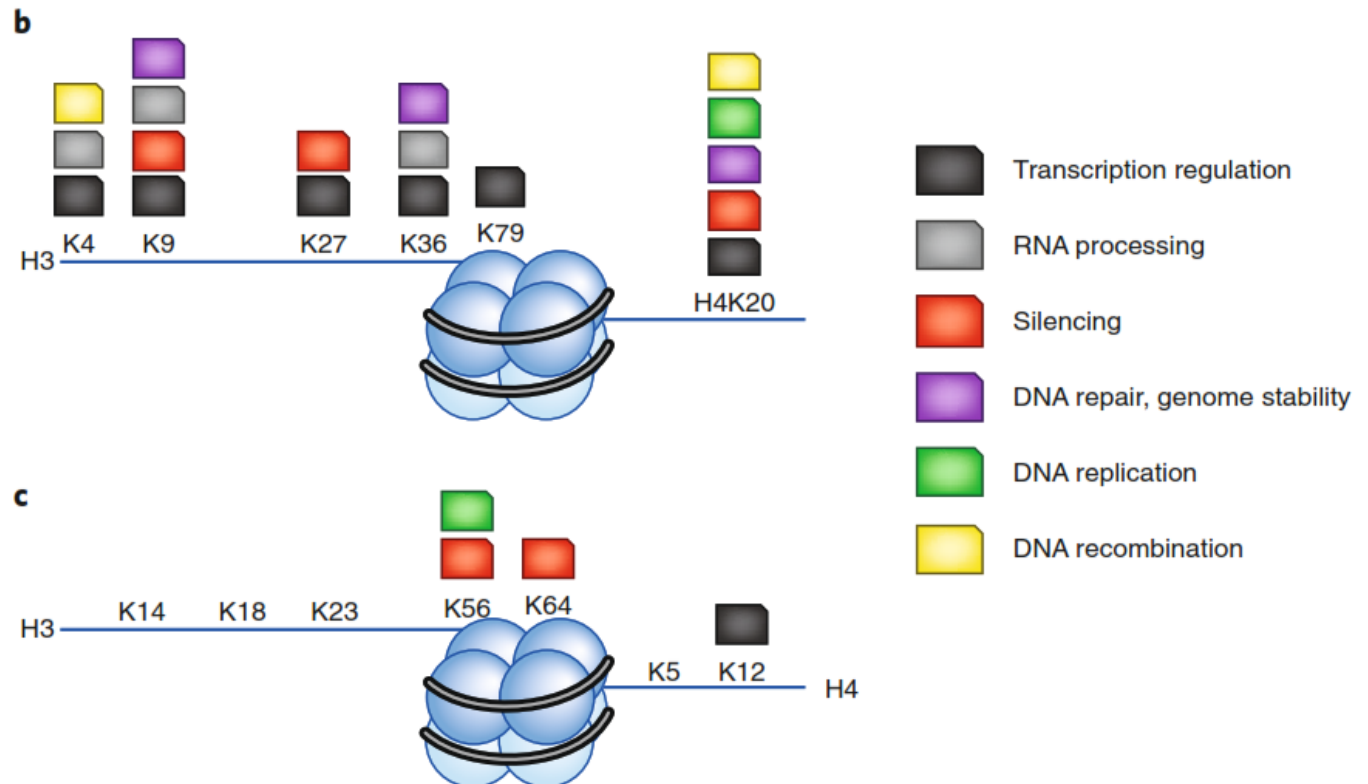 b
K4 K9 K27 K36 K79
H3
H4K20
Transcription regulation
RNA processing
Silencing
DNA repair, genome stability
DNA replication
DNA recombination
c
K14 K18 K23 K56 K64
H3
K5 K12
H4